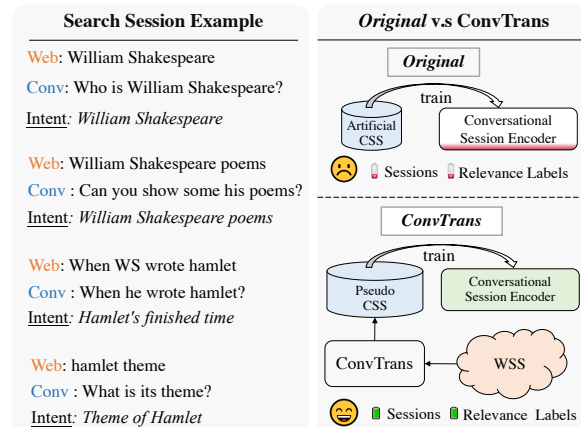 Search Session Example
Web: William Shakespeare
Conv: Who is William Shakespeare?
Intent: William Shakespeare
Web: William Shakespeare poems
Conv : Can you show some his poems?
Intent: William Shakespeare poems
Web: When WS wrote hamlet
Conv : When he wrote hamlet?
Intent: Hamlet's finished time
Web: hamlet theme
Conv : What is its theme?
Intent: Theme of Hamlet
Original v.s ConvTrans
Original
train
Artificial
CSS
Conversational
Session Encoder
Sessions
Relevance Labels
ConvTrans
train
Pseudo
CSS
Conversational
Session Encoder
ConvTrans
WSS
Sessions
Relevance Labels